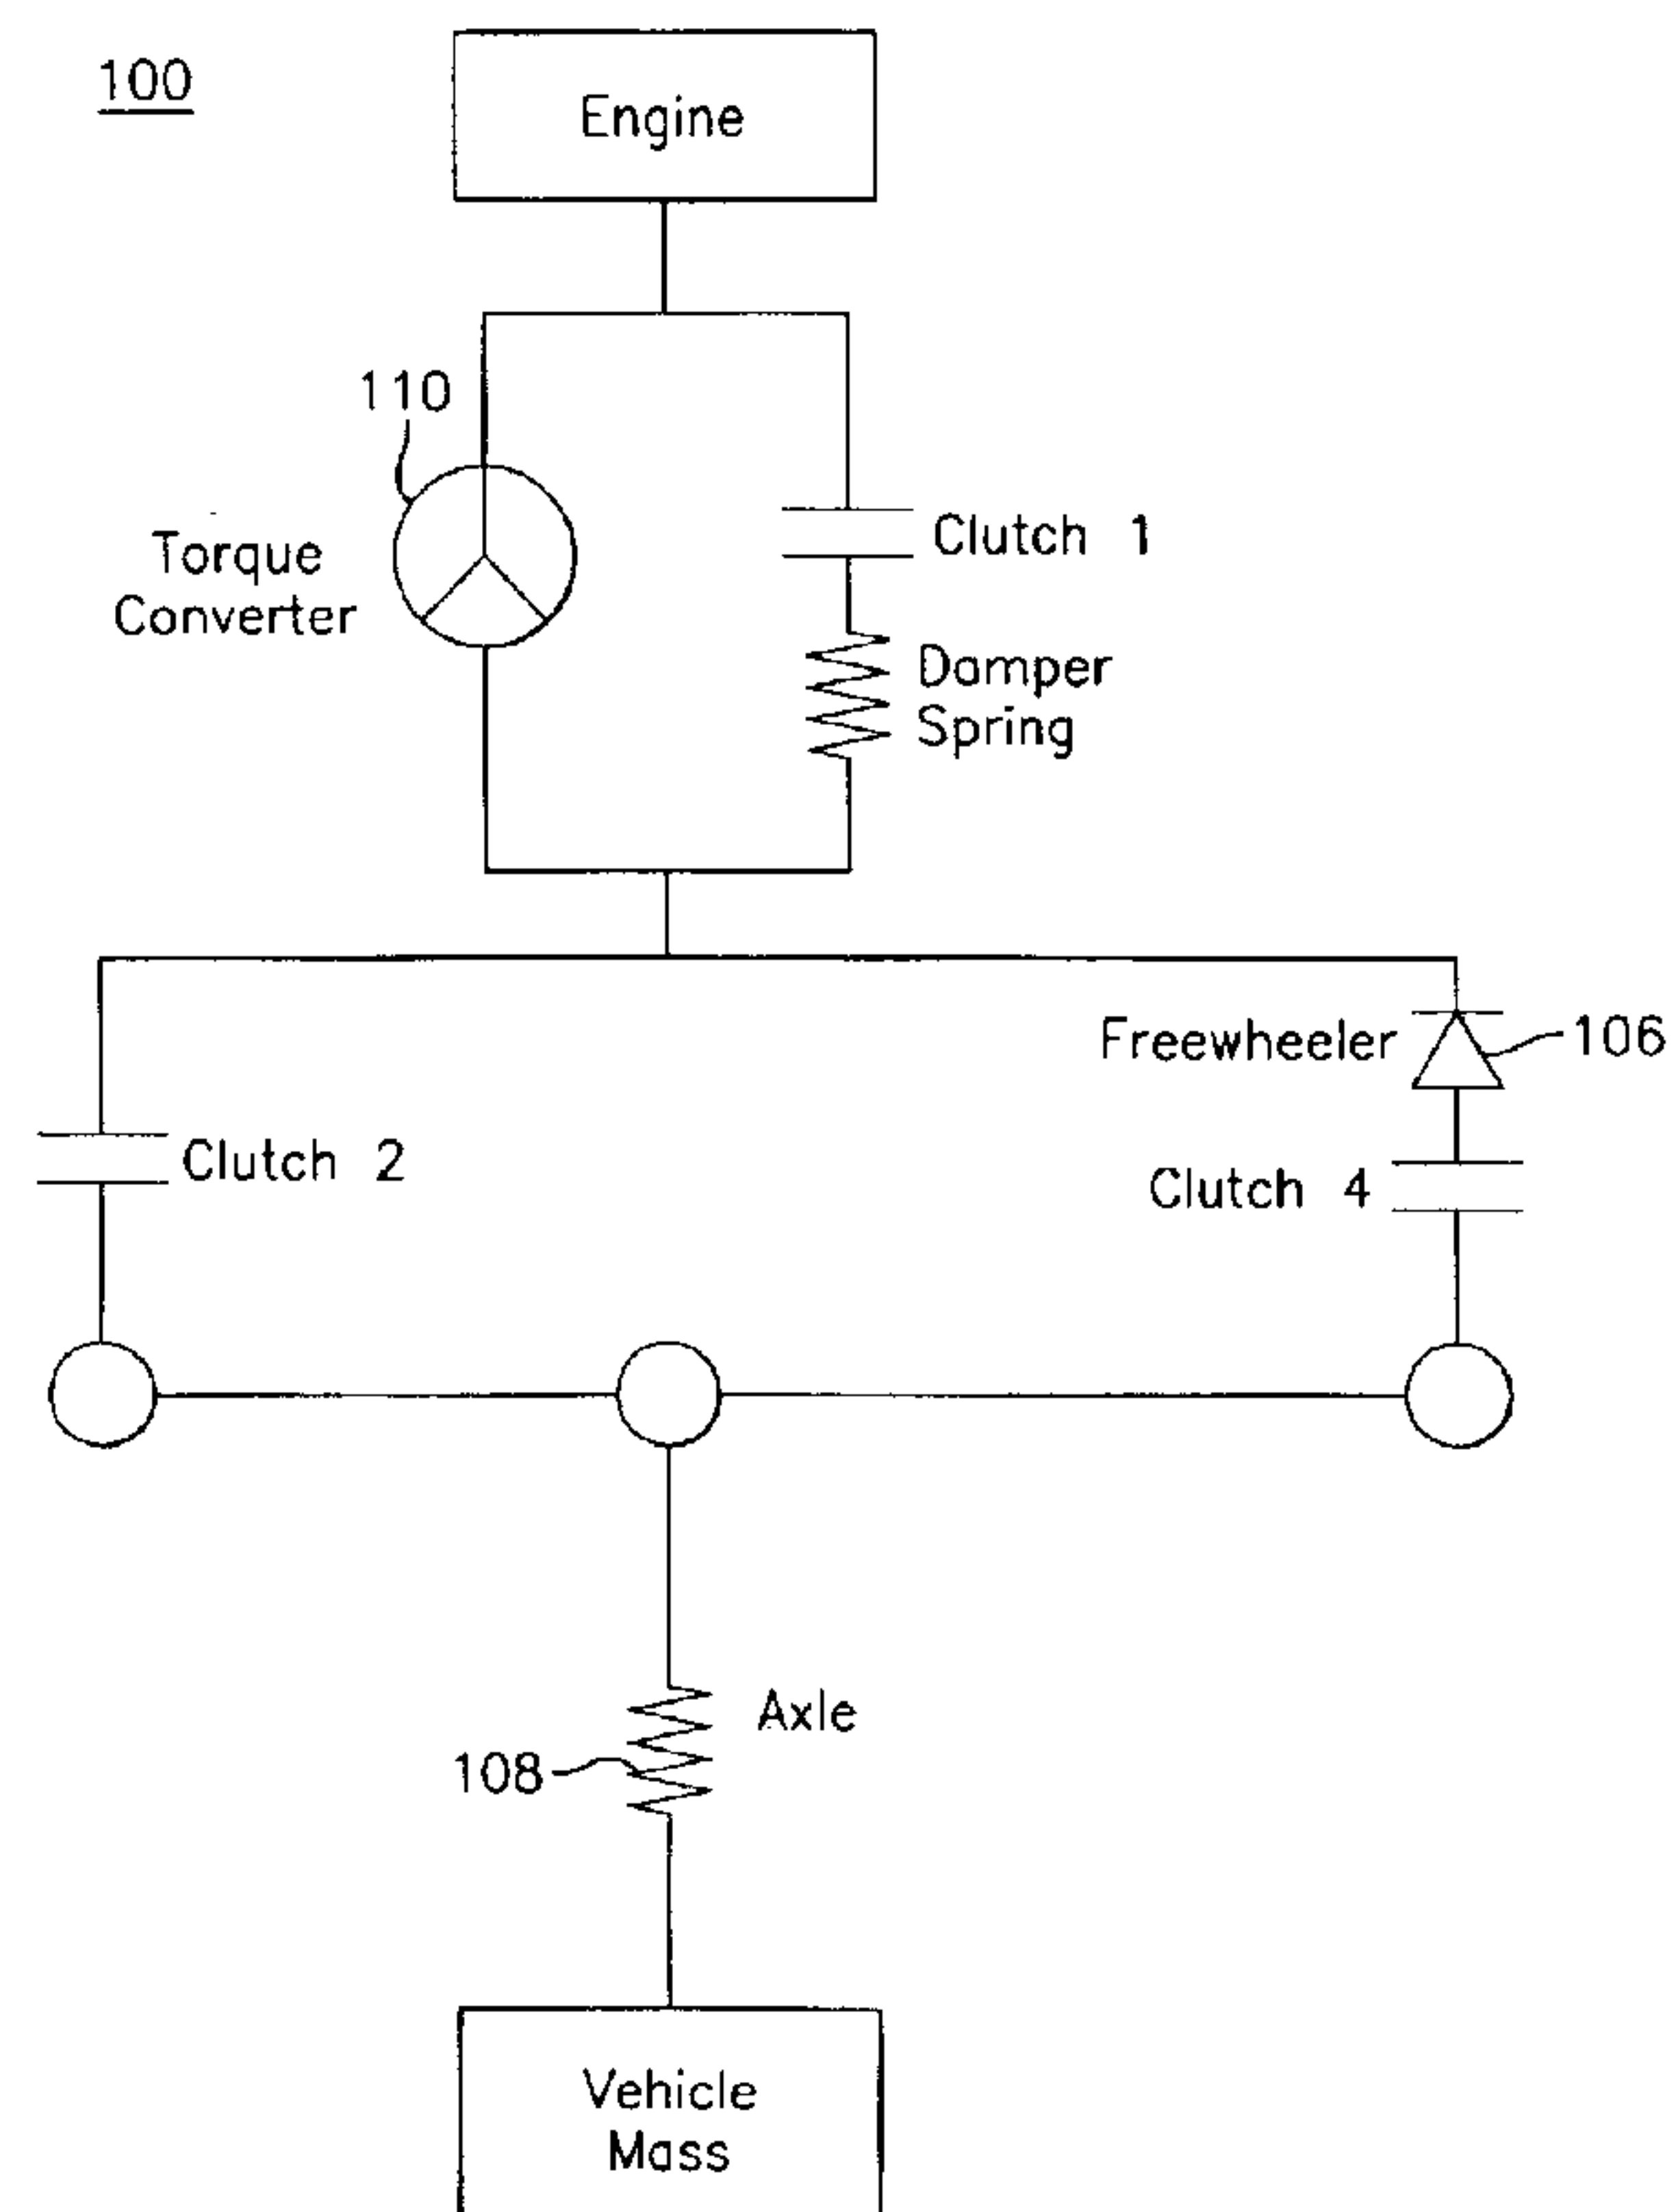 100
Engine
110
Torque
Converter
Clutch 1
Damper
Spring
Freewheeler
106
Clutch 2
Clutch 4
Axle
108
Vehicle
Mass